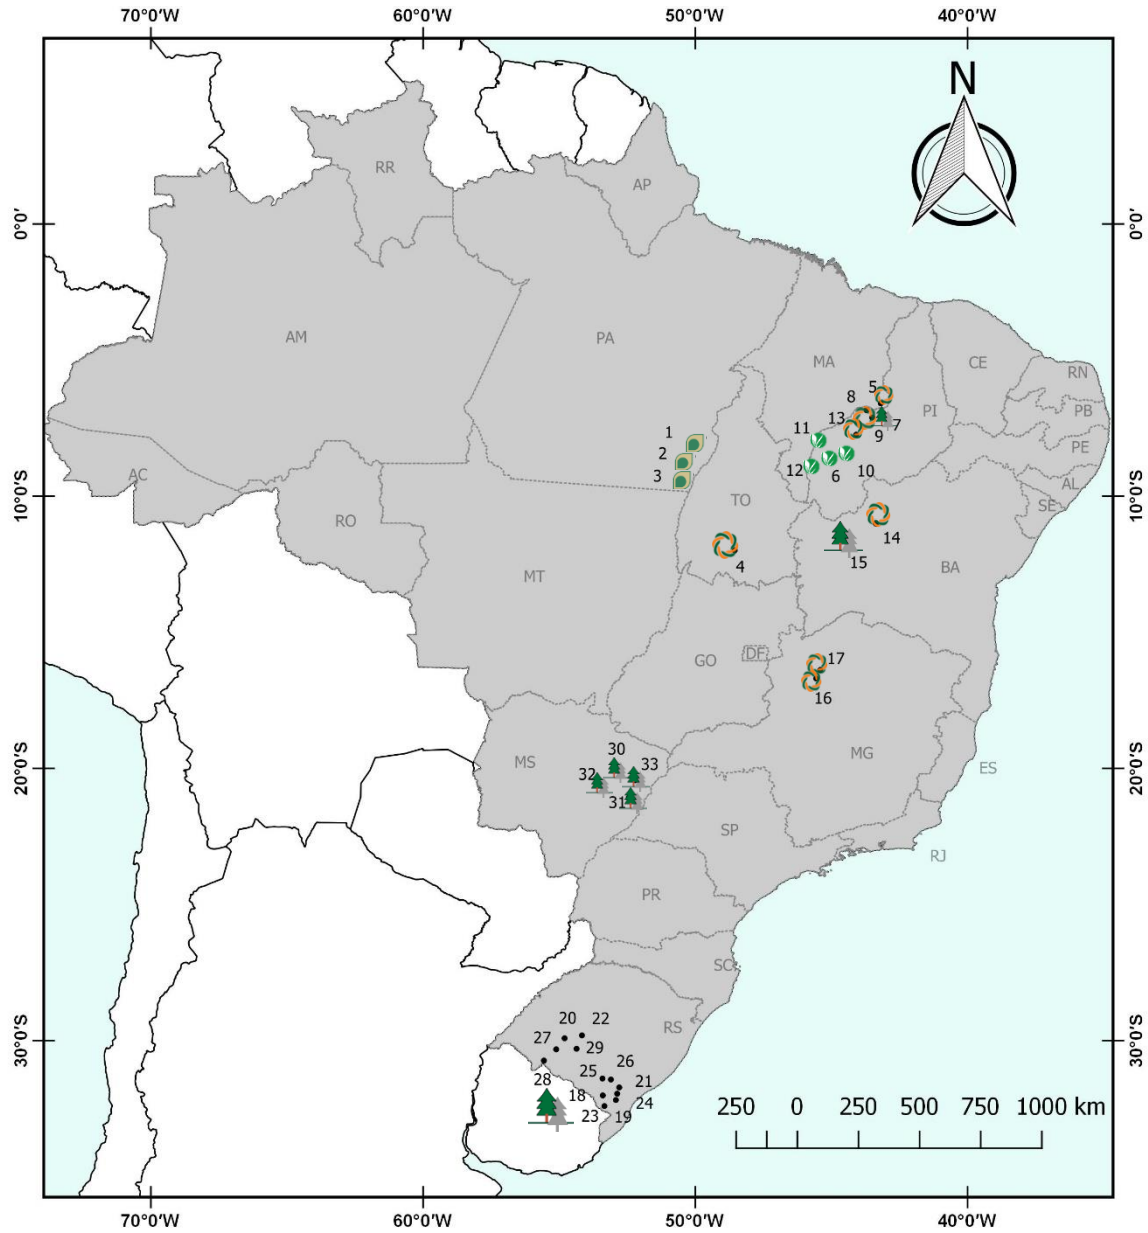 70°0'W 60°0'W 50°0'W 40°0'W
N
RR
AP
0°0' 0°0'
AM
PA
MA
CE
RN
5
8
PI
PB
13
7
1
11
9
PE
2
12
6
10
AC
3
AL
10°0'S 10°0'S
TO
SE
RO
14
4
15
BA
MT
GO
DF
17
16
30
MG
MS
33
32
ES
20°0'S 20°0'S
31
SP
RJ
PR
SC
20
22
RS
27
29
30°0'S 30°0'S
26
25
28
21
18
24
23
19
250 0 250 500 750 1000 km
70°0'W 60°0'W 50°0'W 40°0'W